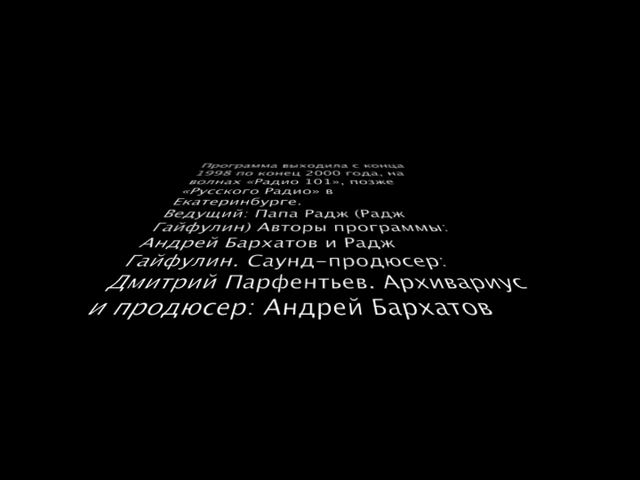 Программа выходила с конца
1998 по конец 2000 года, на
волнах «Радио 101», позже
«Русского Радио» в
Екатеринбурге.
Ведущий: Папа Радж (Радж
Гайфулин) Авторы программы:
Андрей Бархатов и Радж
Гайфулин. Саунд-продюсер:
Дмитрий Парфентьев. Архивариус
и продюсер: Андрей Бархатов